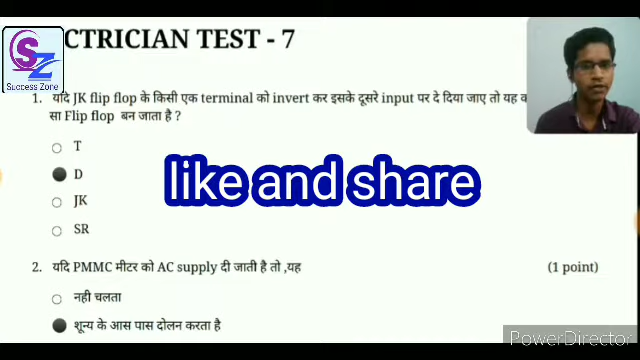 CTRICIAN TEST - 7
SZ
Success Zone
1. यदि JK flip flop के किसी एक terminal को invert कर इसके दूसरे input पर दे दिया जाए तो यह
सा Flip flop बन जाता है ?
T
D
JK
SR
like and share
2. यदि PMMC मीटर को AC supply दी जाती है तो ,यह (1 point)
नही चलता
शून्य के आस पास दोलन करता है
PowerDirector